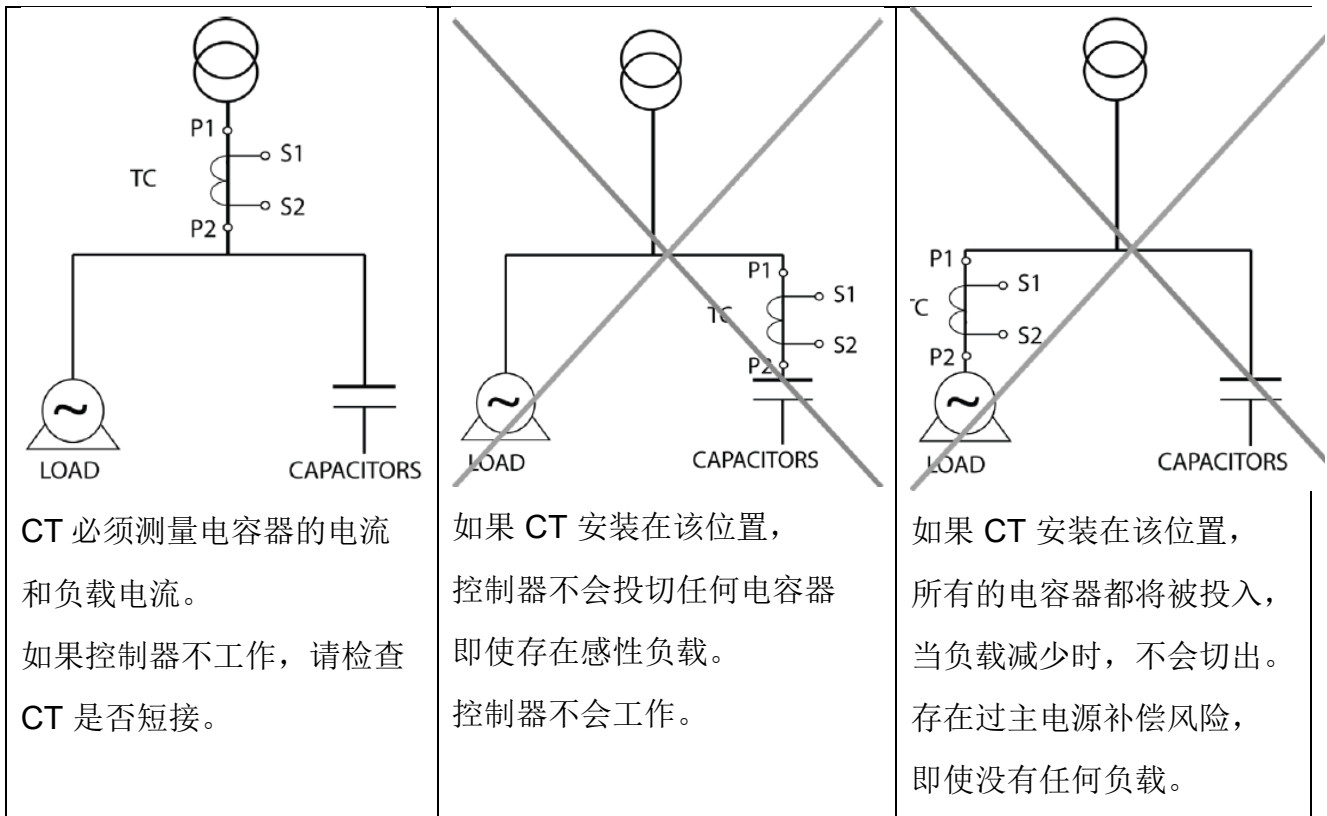 P1
TC
S1
S2
P2
LOAD
CAPACITORS
CT 必须测量电容器的电流
和负载电流。
如果控制器不工作，请检查
CT 是否短接。
P1
TC
S1
S2
P2
LOAD
CAPACITORS
如果 CT 安装在该位置，
控制器不会投切任何电容器
即使存在感性负载。
控制器不会工作。
P1
C
S1
S2
P2
LOAD
CAPACITORS
如果 CT 安装在该位置，
所有的电容器都将被投入，
当负载减少时，不会切出。
存在过主电源补偿风险，
即使没有任何负载。